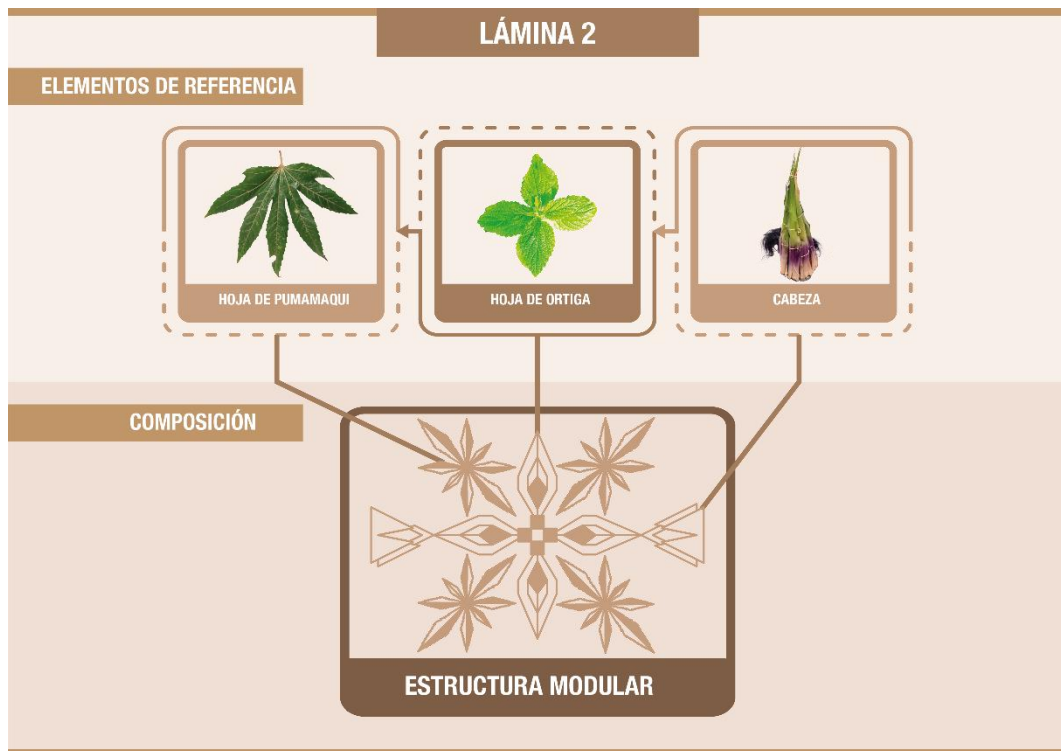 LÁMINA 2
ELEMENTOS DE REFERENCIA
HOJA DE PUMAMAQUI
HOJA DE ORTIGA
CABEZA
COMPOSICIÓN
ESTRUCTURA MODULAR